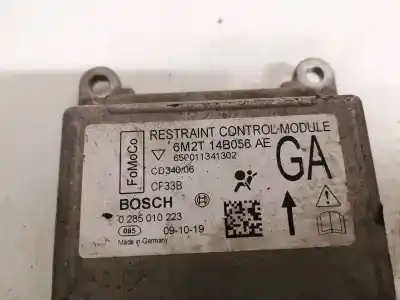 FoMoCo
RESTRAINT CONTROL MODULE
6M2T 14B056 AE
6S0011341302
CD340/06
CF33B
GA
BOSCH
0 285 010 223
085 09-10-19
Made in Germany